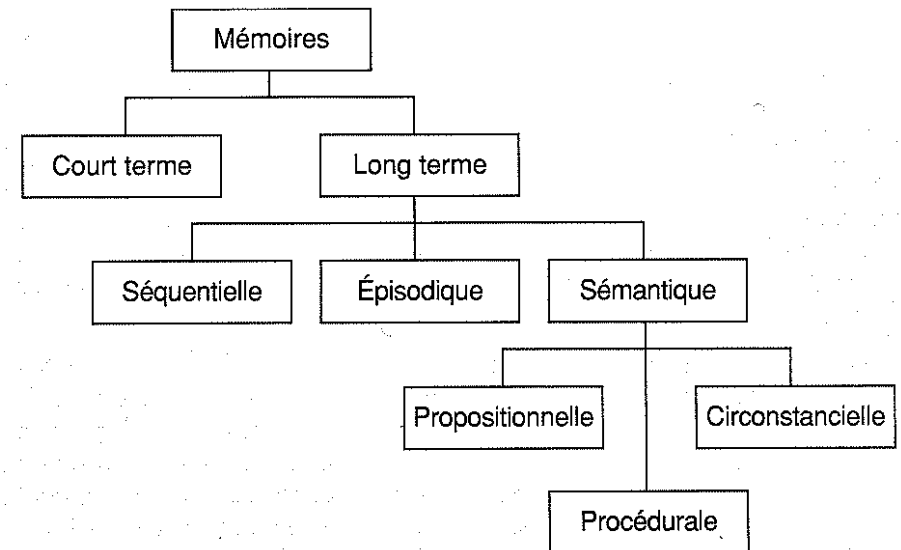 Mémoires
Court terme
Long terme
Séquentielle
Épisodique
Sémantique
Propositionnelle
Circonstancielle
Procédurale